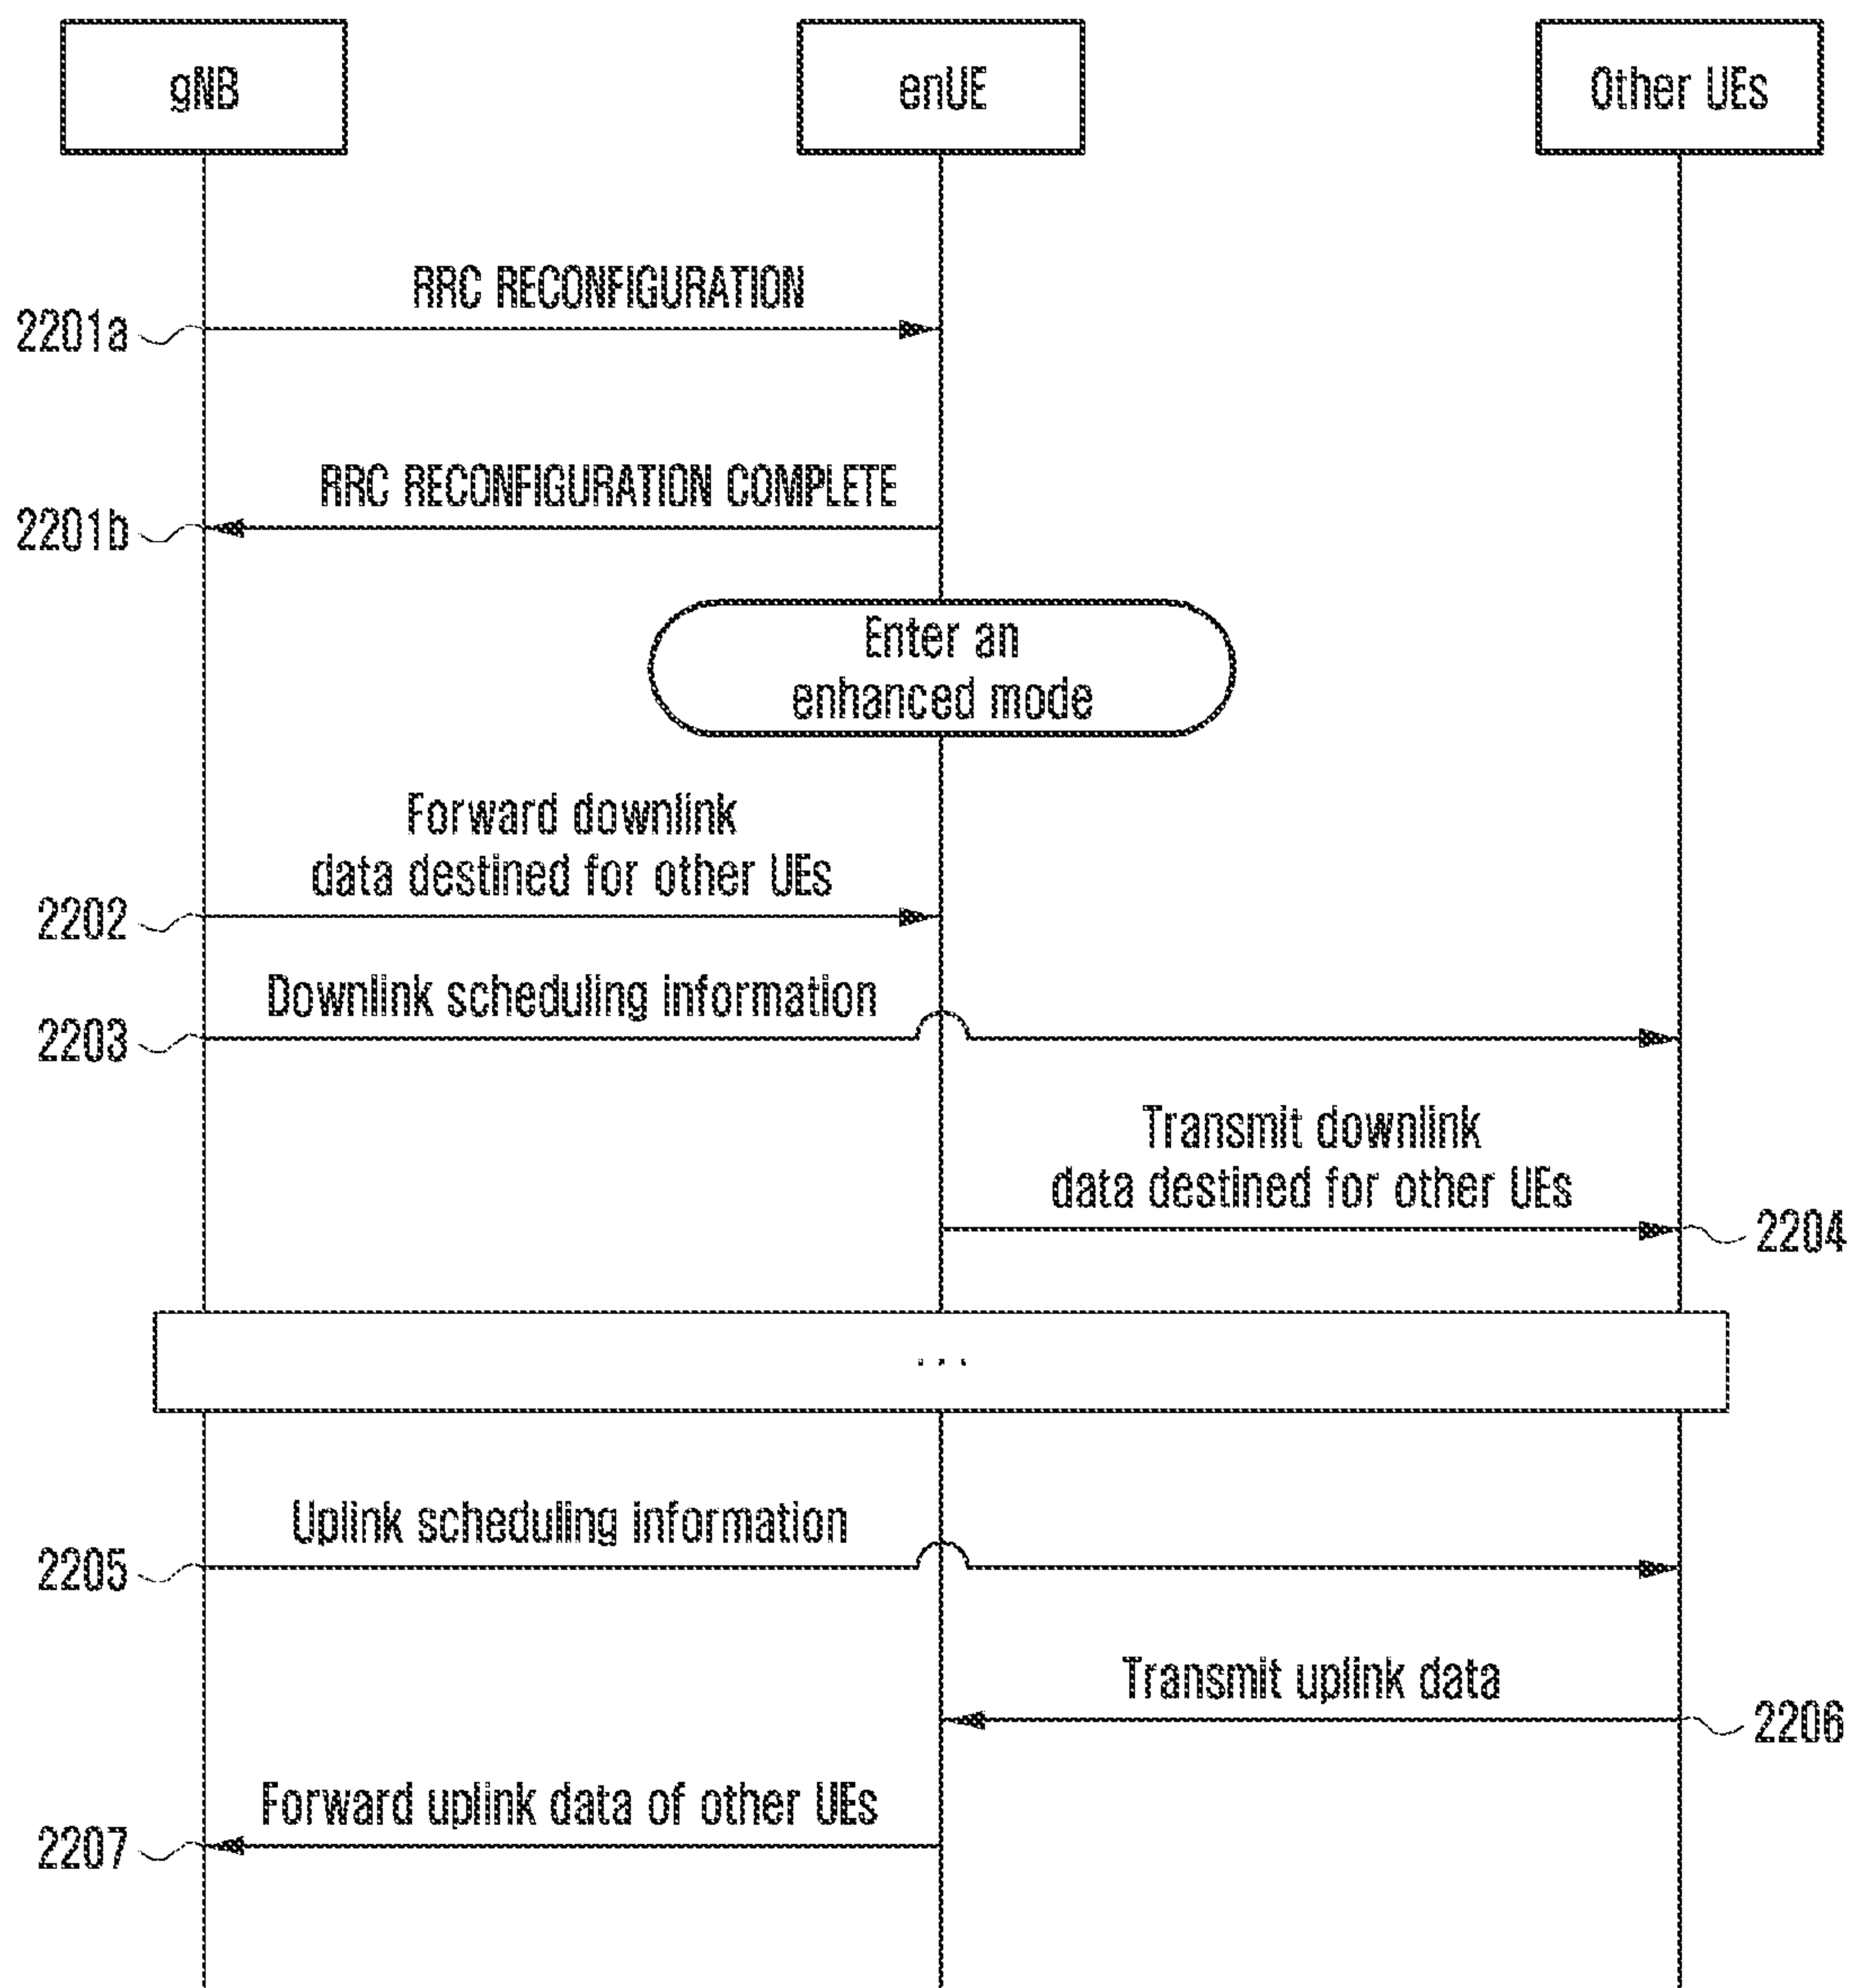 gNB
enUE
Other UEs
RRC RECONFIGURATION
2201a
RRC RECONFIGURATION COMPLETE
2201b
Enter an
enhanced mode
Forward downlink
data destined for other UEs
2202
Downlink scheduling information
2203
Transmit downlink
data destined for other UEs
2204
...
Uplink scheduling information
2205
Transmit uplink data
2206
Forward uplink data of other UEs
2207